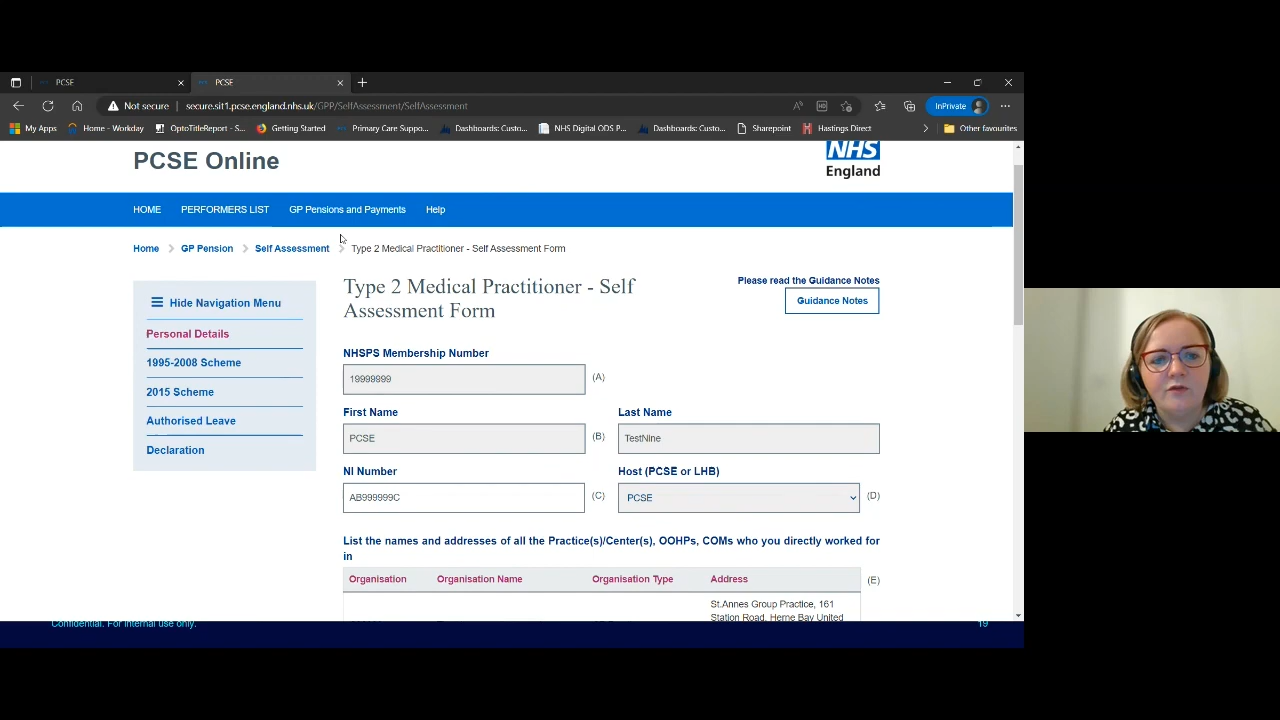 PCSE
PCSE
Not secure
secure.sit1.pcse.england.nhs.uk/GPP/SelfAssessment/SelfAssessment
InPrivate
My Apps
Home - Workday
OptoTitleReport - S...
Getting Started
Primary Care Suppo...
Dashboards: Custo...
NHS Digital ODS P...
Dashboards: Custo...
Sharepoint
Hastings Direct
Other favourites
PCSE Online
NHS
England
HOME
PERFORMERS LIST
GP Pensions and Payments
Help
Home
GP Pension
Self Assessment
Type 2 Medical Practitioner - Self Assessment Form
Hide Navigation Menu
Personal Details
1995-2008 Scheme
2015 Scheme
Authorised Leave
Declaration
Type 2 Medical Practitioner - Self
Assessment Form
Please read the Guidance Notes
Guidance Notes
NHSPS Membership Number
19999999
(A)
First Name
Last Name
PCSE
(B)
TestNine
NI Number
Host (PCSE or LHB)
AB999999C
(C)
PCSE
(D)
List the names and addresses of all the Practice(s)/Center(s), OOHPs, COMs who you directly worked for
in
Organisation
Organisation Name
Organisation Type
Address
(E)
St.Annes Group Practice, 161
Station Road, Herne Bay United
Confidential. For internal use only.
19